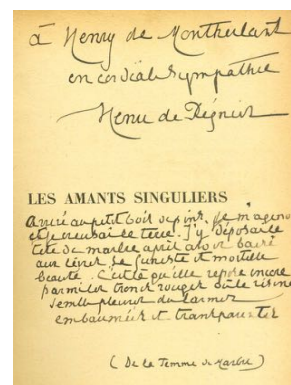 à Henry de Montherlant
en cordiale sympathie
Henri de Régnier
LES AMANTS SINGULIERS
Arrivé au petit bois de pins, je m'agenouillai
et je creusai la terre. J'y déposai la
tête de marbre après avoir baisé
aux lèvres sa funeste et mortelle
beauté. C'est là qu'elle repose encore
parmi les troncs rouges où la résine
semble pleurer des larmes
embaumées et transparentes
(De la Femme de Marbre)